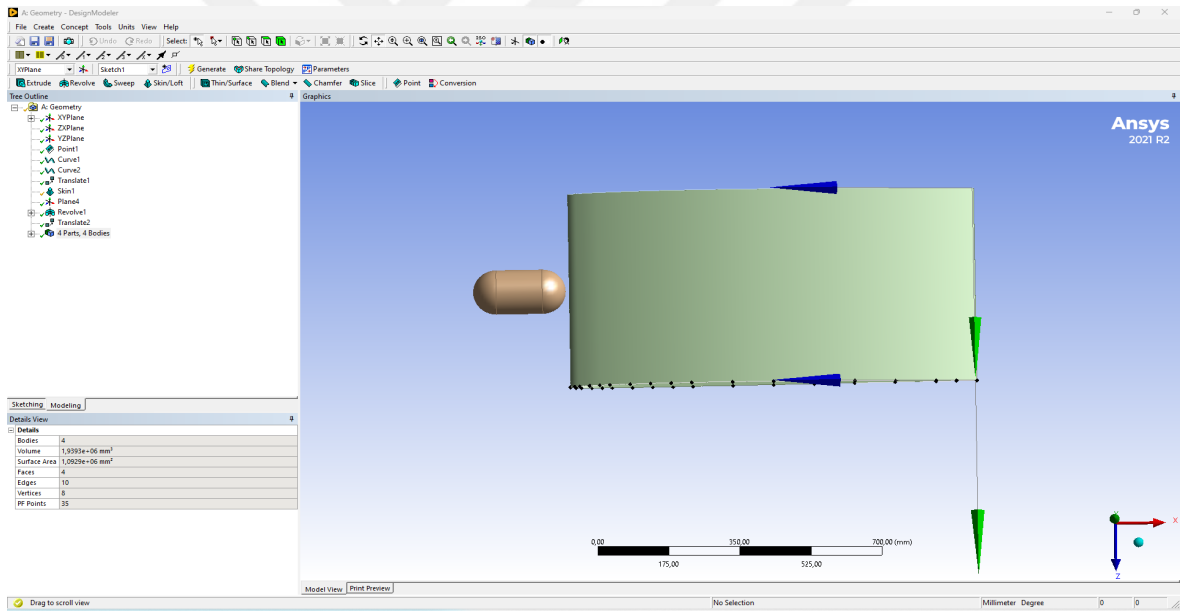 A: Geometry - DesignModeler
File Create Concept Tools Units View Help
Undo Redo Select:
XYPlane Sketch1 Generate Share Topology Parameters
Extrude Revolve Sweep Skin/Loft Thin/Surface Blend Chamfer Slice Point Conversion
Tree Outline
A: Geometry
XYPlane
ZXPlane
YZPlane
Point1
Curve1
Curve2
Translate1
Skin1
Plane4
Revolve1
Translate2
4 Parts, 4 Bodies
Sketching Modeling
Details View
Details
Bodies 4
Volume 1,9393e+06 mm³
Surface Area 1,0929e+06 mm²
Faces 4
Edges 10
Vertices 8
PF Points 35
Graphics
Ansys
2021 R2
0,00 350,00 700,00 (mm)
175,00 525,00
Y
X
Z
Model View Print Preview
Drag to scroll view No Selection Millimeter Degree 0 0